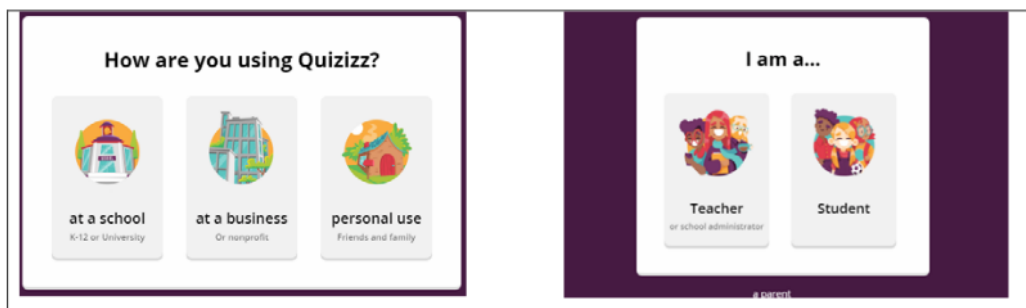 How are you using Quizizz?
at a school
K-12 or University
at a business
Or nonprofit
personal use
Friends and family
I am a...
Teacher
or school administrator
Student
a parent